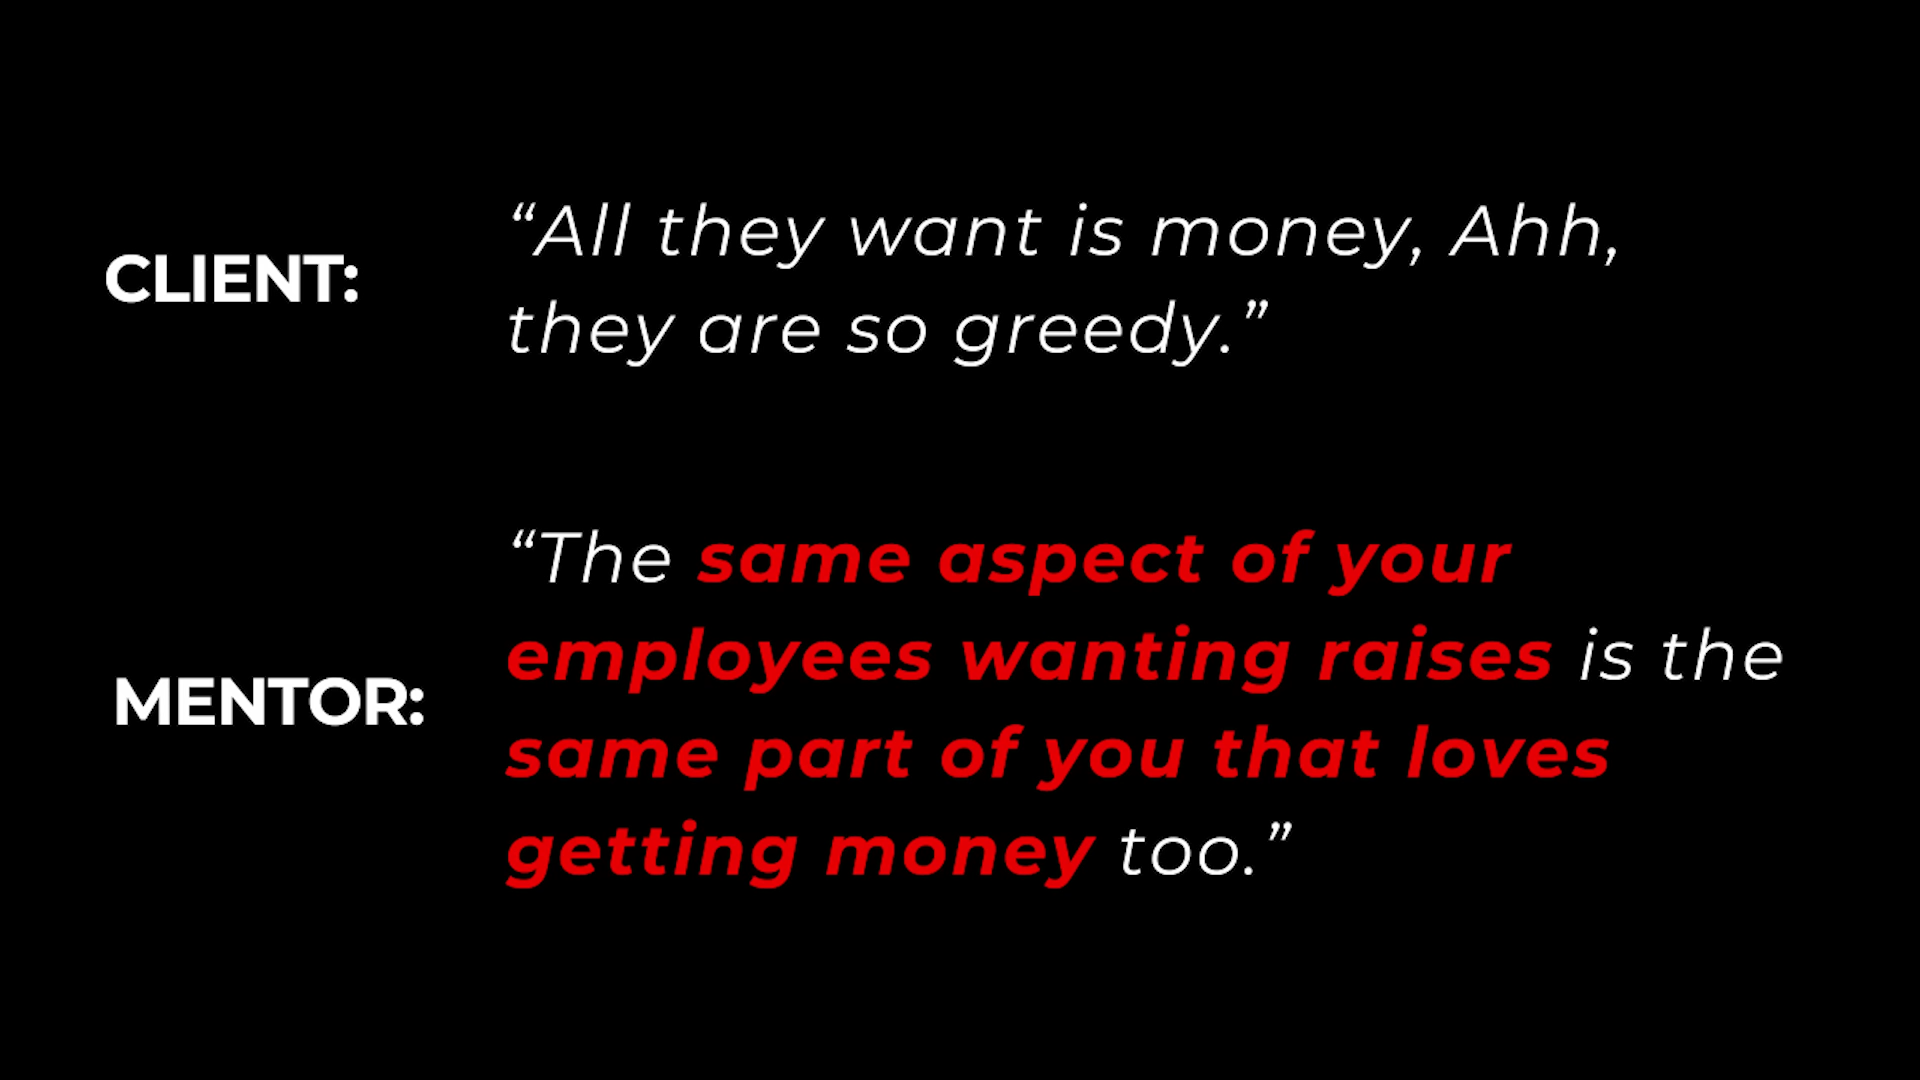 CLIENT:
“All they want is money, Ahh,
they are so greedy.”
MENTOR:
“The same aspect of your
employees wanting raises is the
same part of you that loves
getting money too.”